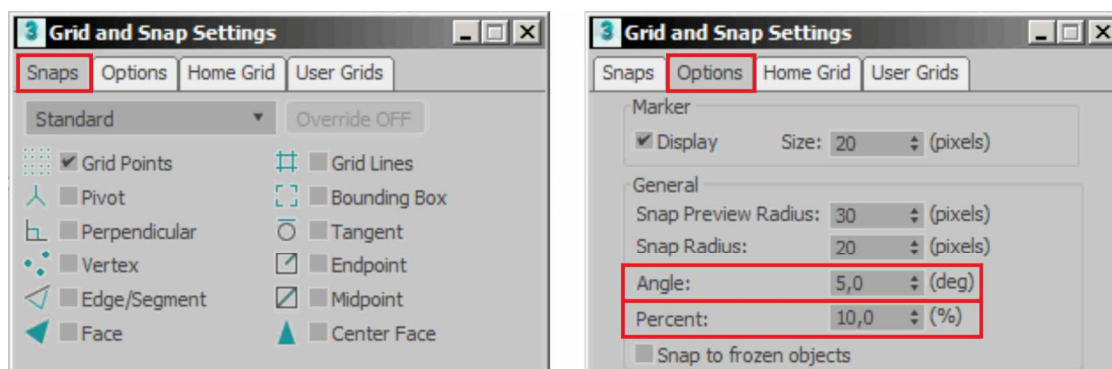 3 Grid and Snap Settings
Snaps Options Home Grid User Grids
Standard Override OFF
Grid Points Grid Lines
Pivot Bounding Box
Perpendicular Tangent
Vertex Endpoint
Edge/Segment Midpoint
Face Center Face
3 Grid and Snap Settings
Snaps Options Home Grid User Grids
Marker
Display Size: 20 (pixels)
General
Snap Preview Radius: 30 (pixels)
Snap Radius: 20 (pixels)
Angle: 5,0 (deg)
Percent: 10,0 (%)
Snap to frozen objects